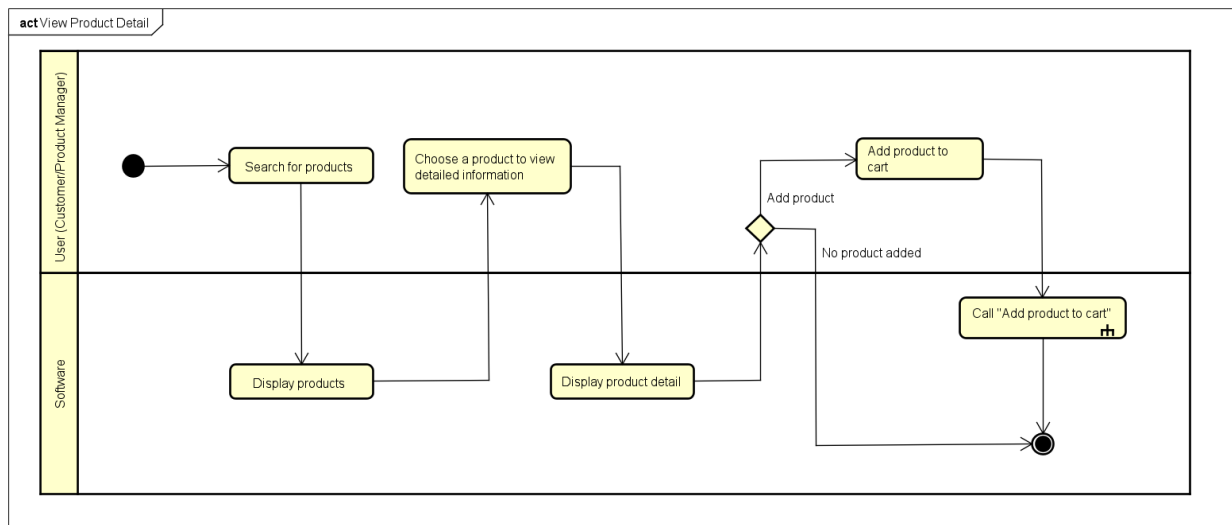 act View Product Detail
User (Customer/Product Manager)
Search for products
Choose a product to view
detailed information
Add product to
cart
Add product
No product added
Software
Display products
Display product detail
Call "Add product to cart"